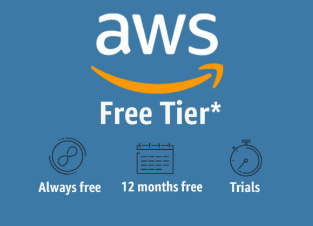 aws
Free Tier*
Always free
12 months free
Trials